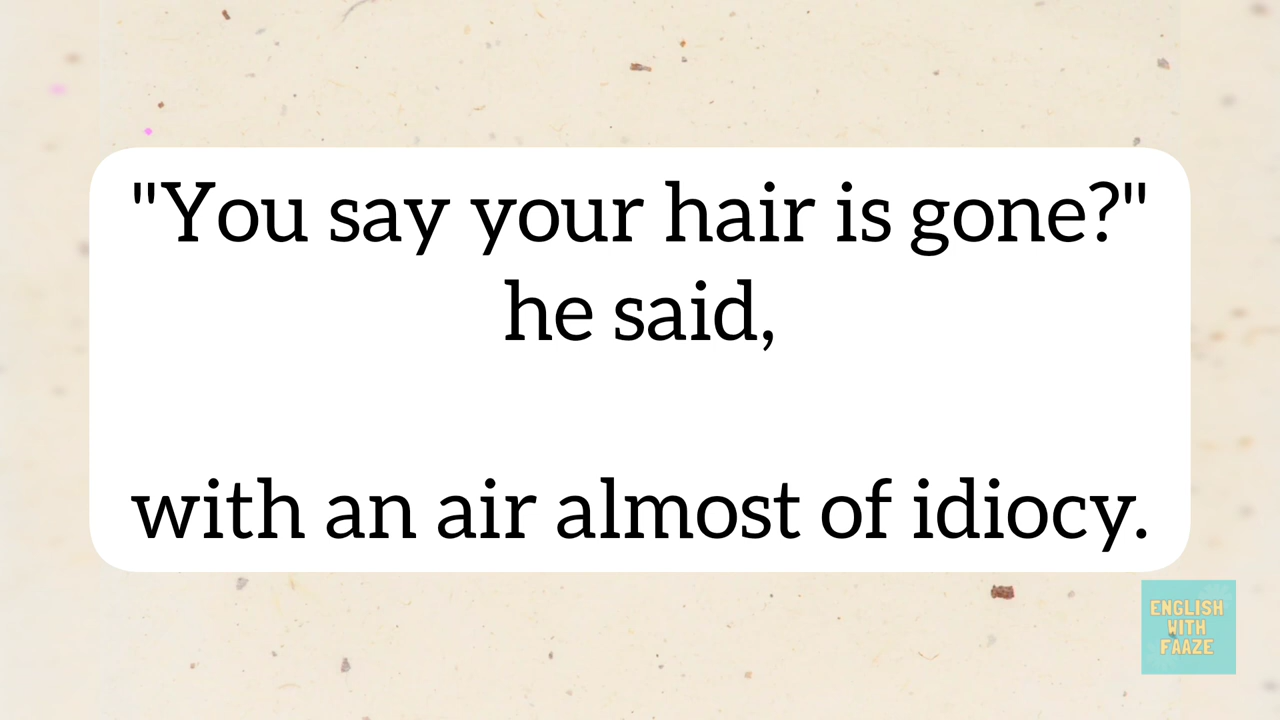 "You say your hair is gone?"
he said,
with an air almost of idiocy.
ENGLISH
WITH
FAAZE